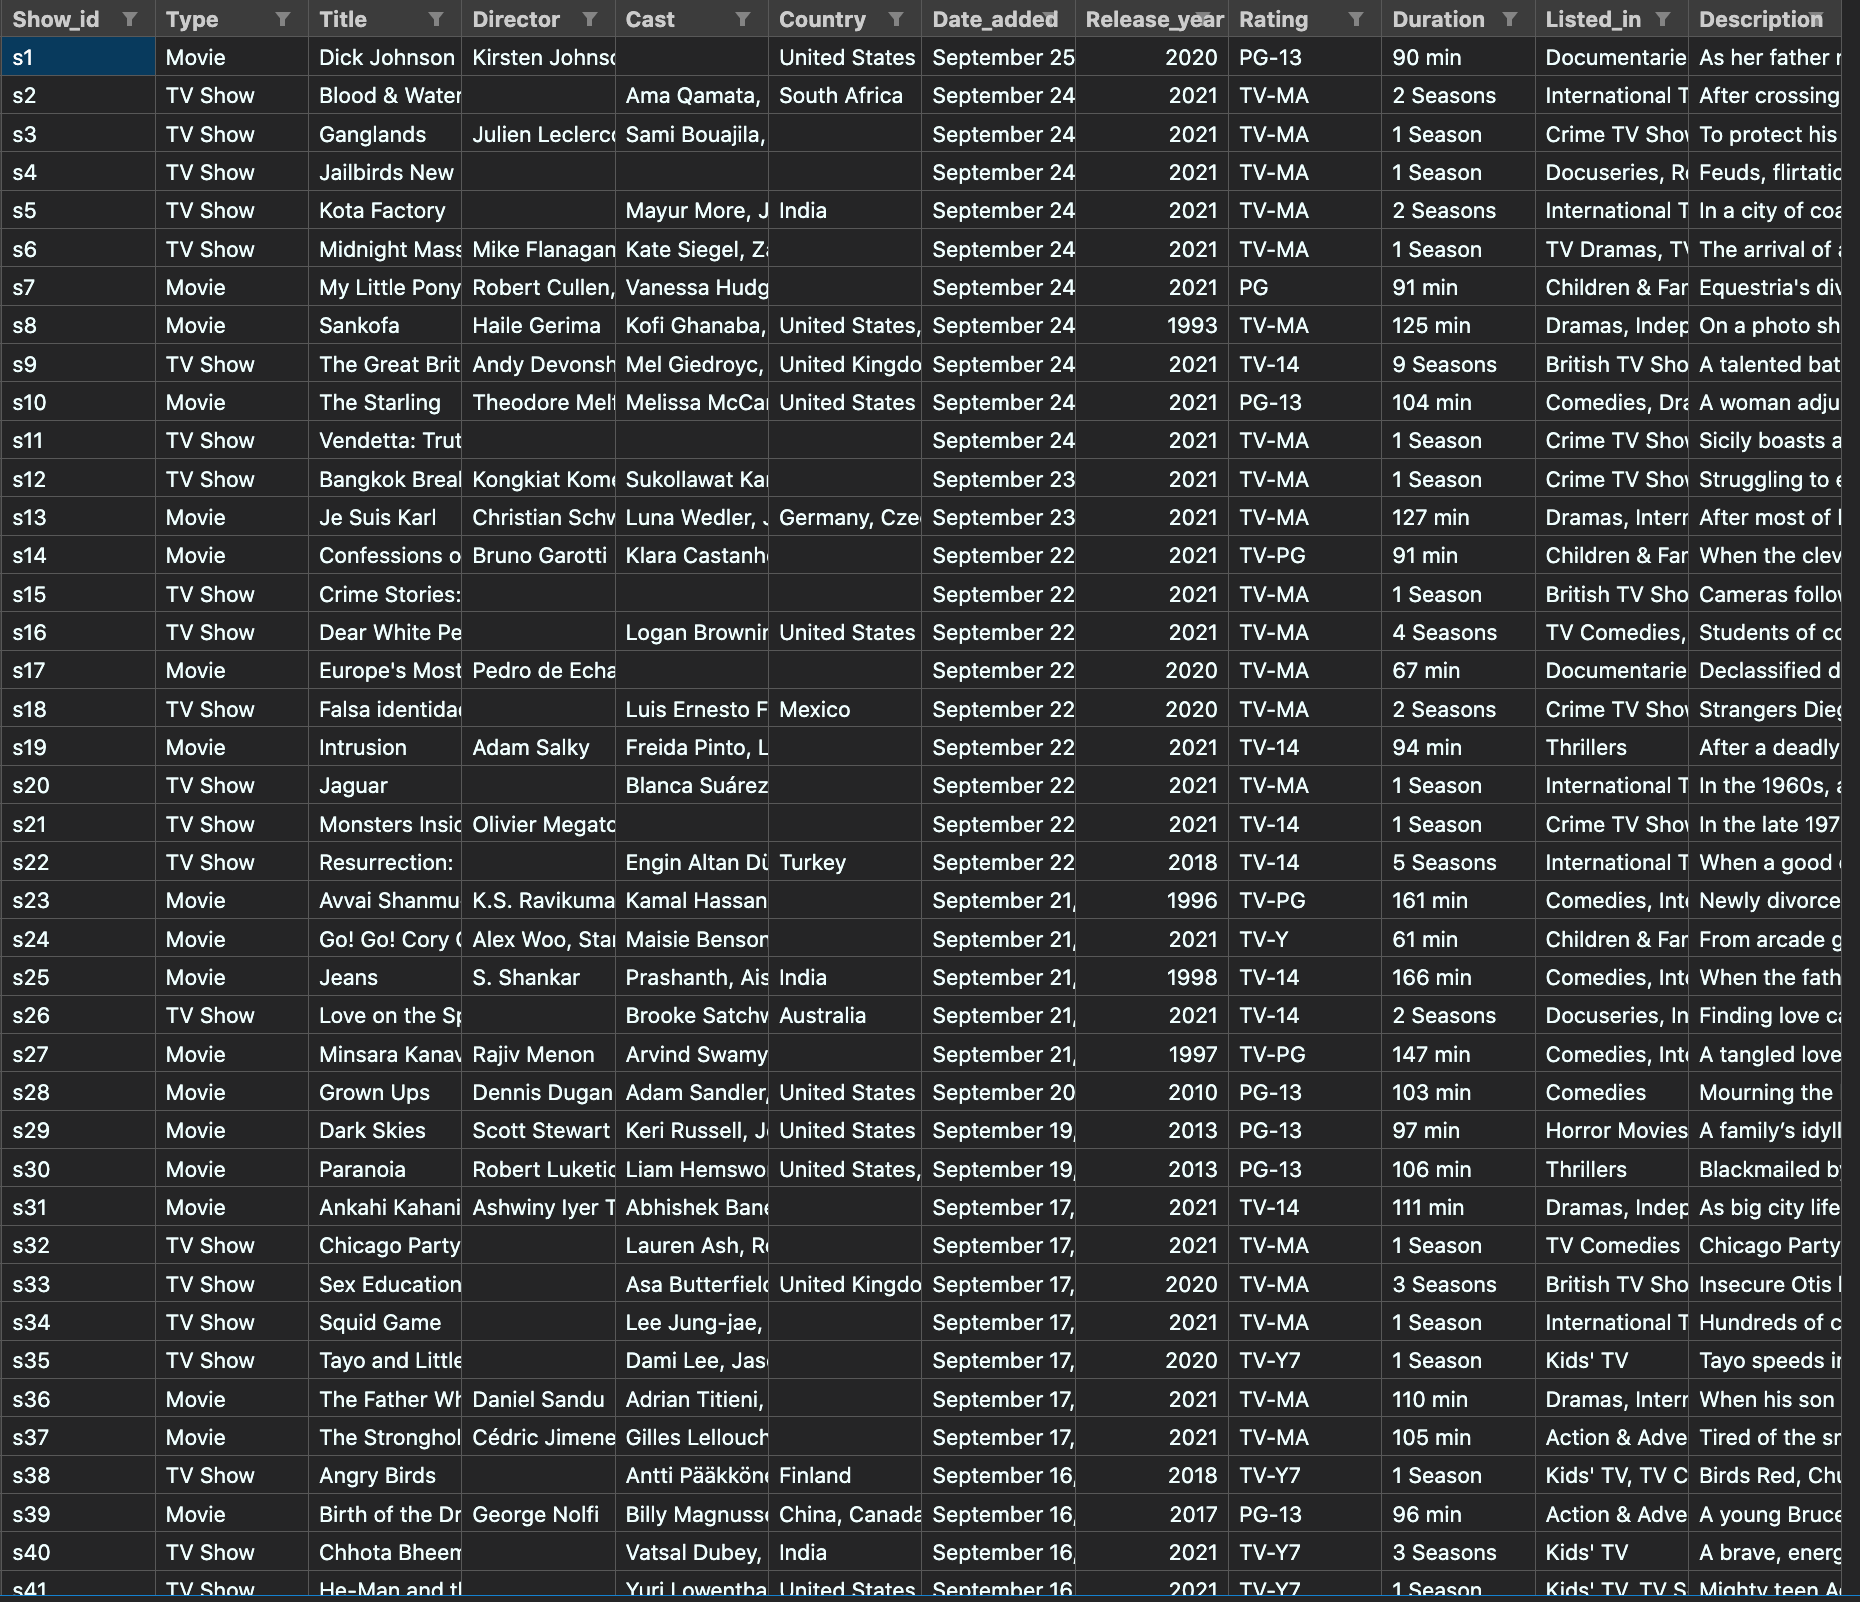 Show_id Type Title Director Cast Country Date_added Release_year Rating Duration Listed_in Description
s1 Movie Dick Johnson Kirsten Johnso United States September 25 2020 PG-13 90 min Documentarie As her father
s2 TV Show Blood & Water Ama Qamata, South Africa September 24 2021 TV-MA 2 Seasons International T After crossing
s3 TV Show Ganglands Julien Leclerc Sami Bouajila, September 24 2021 TV-MA 1 Season Crime TV Sho To protect his
s4 TV Show Jailbirds New September 24 2021 TV-MA 1 Season Docuseries, R Feuds, flirtatio
s5 TV Show Kota Factory Mayur More, J India September 24 2021 TV-MA 2 Seasons International T In a city of coa
s6 TV Show Midnight Mass Mike Flanagan Kate Siegel, Za September 24 2021 TV-MA 1 Season TV Dramas, TV The arrival of a
s7 Movie My Little Pony Robert Cullen, Vanessa Hudg September 24 2021 PG 91 min Children & Fam Equestria's div
s8 Movie Sankofa Haile Gerima Kofi Ghanaba, United States, September 24 1993 TV-MA 125 min Dramas, Indep On a photo sh
s9 TV Show The Great Brit Andy Devonsh Mel Giedroyc, United Kingdo September 24 2021 TV-14 9 Seasons British TV Sho A talented bat
s10 Movie The Starling Theodore Melf Melissa McCar United States September 24 2021 PG-13 104 min Comedies, Dra A woman adju
s11 TV Show Vendetta: Trut September 24 2021 TV-MA 1 Season Crime TV Sho Sicily boasts a
s12 TV Show Bangkok Breal Kongkiat Kome Sukollawat Kar September 23 2021 TV-MA 1 Season Crime TV Sho Struggling to e
s13 Movie Je Suis Karl Christian Schw Luna Wedler, J Germany, Cze September 23 2021 TV-MA 127 min Dramas, Intern After most of
s14 Movie Confessions o Bruno Garotti Klara Castanh September 22 2021 TV-PG 91 min Children & Fam When the clev
s15 TV Show Crime Stories: September 22 2021 TV-MA 1 Season British TV Sho Cameras follow
s16 TV Show Dear White Pe Logan Brownin United States September 22 2021 TV-MA 4 Seasons TV Comedies, Students of co
s17 Movie Europe's Most Pedro de Echa September 22 2020 TV-MA 67 min Documentarie Declassified d
s18 TV Show Falsa identidad Luis Ernesto F Mexico September 22 2020 TV-MA 2 Seasons Crime TV Sho Strangers Dieg
s19 Movie Intrusion Adam Salky Freida Pinto, L September 22 2021 TV-14 94 min Thrillers After a deadly
s20 TV Show Jaguar Blanca Suárez September 22 2021 TV-MA 1 Season International T In the 1960s, a
s21 TV Show Monsters Insid Olivier Megato September 22 2021 TV-14 1 Season Crime TV Sho In the late 197
s22 TV Show Resurrection: Engin Altan Dü Turkey September 22 2018 TV-14 5 Seasons International T When a good
s23 Movie Avvai Shanmu K.S. Ravikuma Kamal Hassan September 21, 1996 TV-PG 161 min Comedies, Inte Newly divorce
s24 Movie Go! Go! Cory Alex Woo, Star Maisie Benson September 21, 2021 TV-Y 61 min Children & Fam From arcade g
s25 Movie Jeans S. Shankar Prashanth, Ais India September 21, 1998 TV-14 166 min Comedies, Inte When the fath
s26 TV Show Love on the Sp Brooke Satchw Australia September 21, 2021 TV-14 2 Seasons Docuseries, In Finding love ca
s27 Movie Minsara Kanav Rajiv Menon Arvind Swamy September 21, 1997 TV-PG 147 min Comedies, Inte A tangled love
s28 Movie Grown Ups Dennis Dugan Adam Sandler, United States September 20 2010 PG-13 103 min Comedies Mourning the
s29 Movie Dark Skies Scott Stewart Keri Russell, J United States September 19, 2013 PG-13 97 min Horror Movies A family’s idyll
s30 Movie Paranoia Robert Luketic Liam Hemswo United States, September 19, 2013 PG-13 106 min Thrillers Blackmailed by
s31 Movie Ankahi Kahani Ashwiny Iyer T Abhishek Bane September 17, 2021 TV-14 111 min Dramas, Indep As big city life
s32 TV Show Chicago Party Lauren Ash, R September 17, 2021 TV-MA 1 Season TV Comedies Chicago Party
s33 TV Show Sex Education Asa Butterfield United Kingdo September 17, 2020 TV-MA 3 Seasons British TV Sho Insecure Otis
s34 TV Show Squid Game Lee Jung-jae, September 17, 2021 TV-MA 1 Season International T Hundreds of c
s35 TV Show Tayo and Little Dami Lee, Jas September 17, 2020 TV-Y7 1 Season Kids' TV Tayo speeds in
s36 Movie The Father Wh Daniel Sandu Adrian Titieni, September 17, 2021 TV-MA 110 min Dramas, Intern When his son
s37 Movie The Stronghol Cédric Jimene Gilles Lellouch September 17, 2021 TV-MA 105 min Action & Adve Tired of the sm
s38 TV Show Angry Birds Antti Pääkköne Finland September 16, 2018 TV-Y7 1 Season Kids' TV, TV C Birds Red, Chu
s39 Movie Birth of the Dr George Nolfi Billy Magnusse China, Canada September 16, 2017 PG-13 96 min Action & Adve A young Bruce
s40 TV Show Chhota Bheem Vatsal Dubey, India September 16, 2021 TV-Y7 3 Seasons Kids' TV A brave, energ
s41 TV Show He-Man and th Yuri Lowentha United States September 16 2021 TV-Y7 1 Season Kids' TV, TV S Mighty teen A